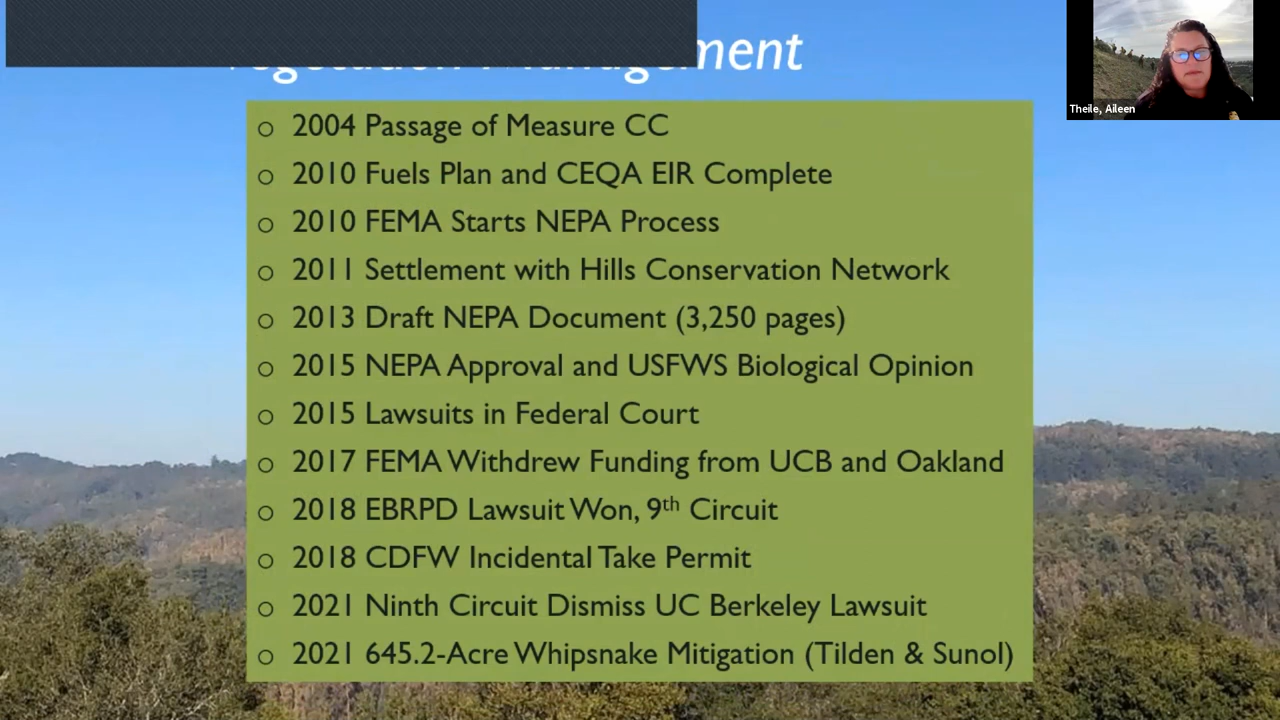 Management
Theile, Aileen
2004 Passage of Measure CC
2010 Fuels Plan and CEQA EIR Complete
2010 FEMA Starts NEPA Process
2011 Settlement with Hills Conservation Network
2013 Draft NEPA Document (3,250 pages)
2015 NEPA Approval and USFWS Biological Opinion
2015 Lawsuits in Federal Court
2017 FEMA Withdrew Funding from UCB and Oakland
2018 EBRPD Lawsuit Won, 9th Circuit
2018 CDFW Incidental Take Permit
2021 Ninth Circuit Dismiss UC Berkeley Lawsuit
2021 645.2-Acre Whipsnake Mitigation (Tilden & Sunol)